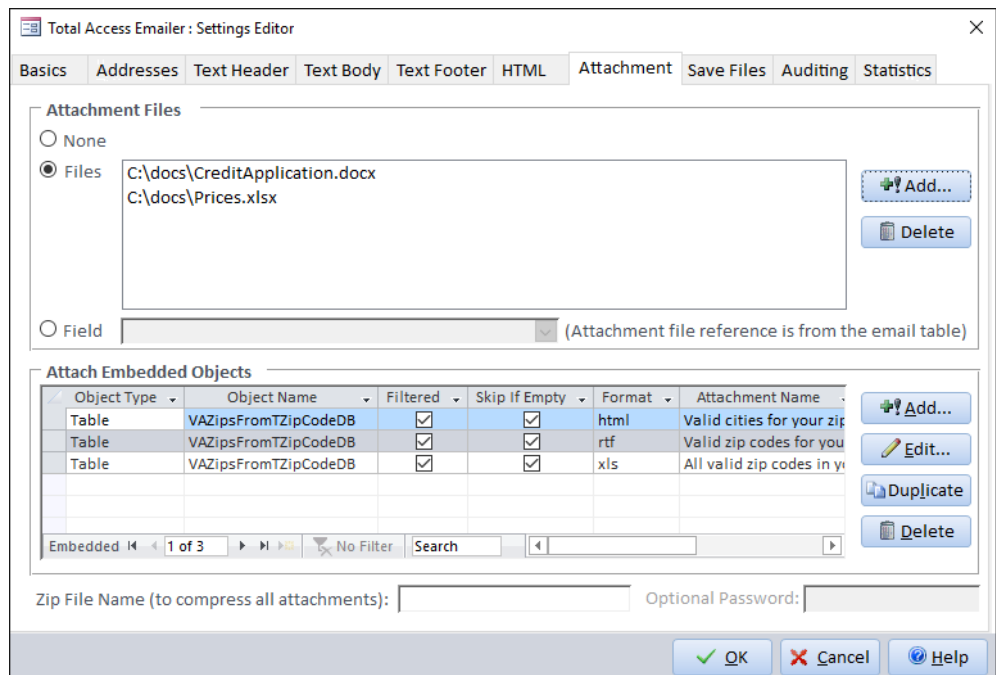 Total Access Emailer : Settings Editor
Basics Addresses Text Header Text Body Text Footer HTML Attachment Save Files Auditing Statistics
Attachment Files
None
Files
C:\docs\CreditApplication.docx
C:\docs\Prices.xlsx
Add...
Delete
Field
(Attachment file reference is from the email table)
Attach Embedded Objects
Object Type Object Name Filtered Skip If Empty Format Attachment Name
Table VAZipsFromTZipCodeDB html Valid cities for your zip
Table VAZipsFromTZipCodeDB rtf Valid zip codes for you
Table VAZipsFromTZipCodeDB xls All valid zip codes in
Add...
Edit...
Duplicate
Delete
Embedded 1 of 3 No Filter Search
Zip File Name (to compress all attachments): Optional Password:
OK Cancel Help